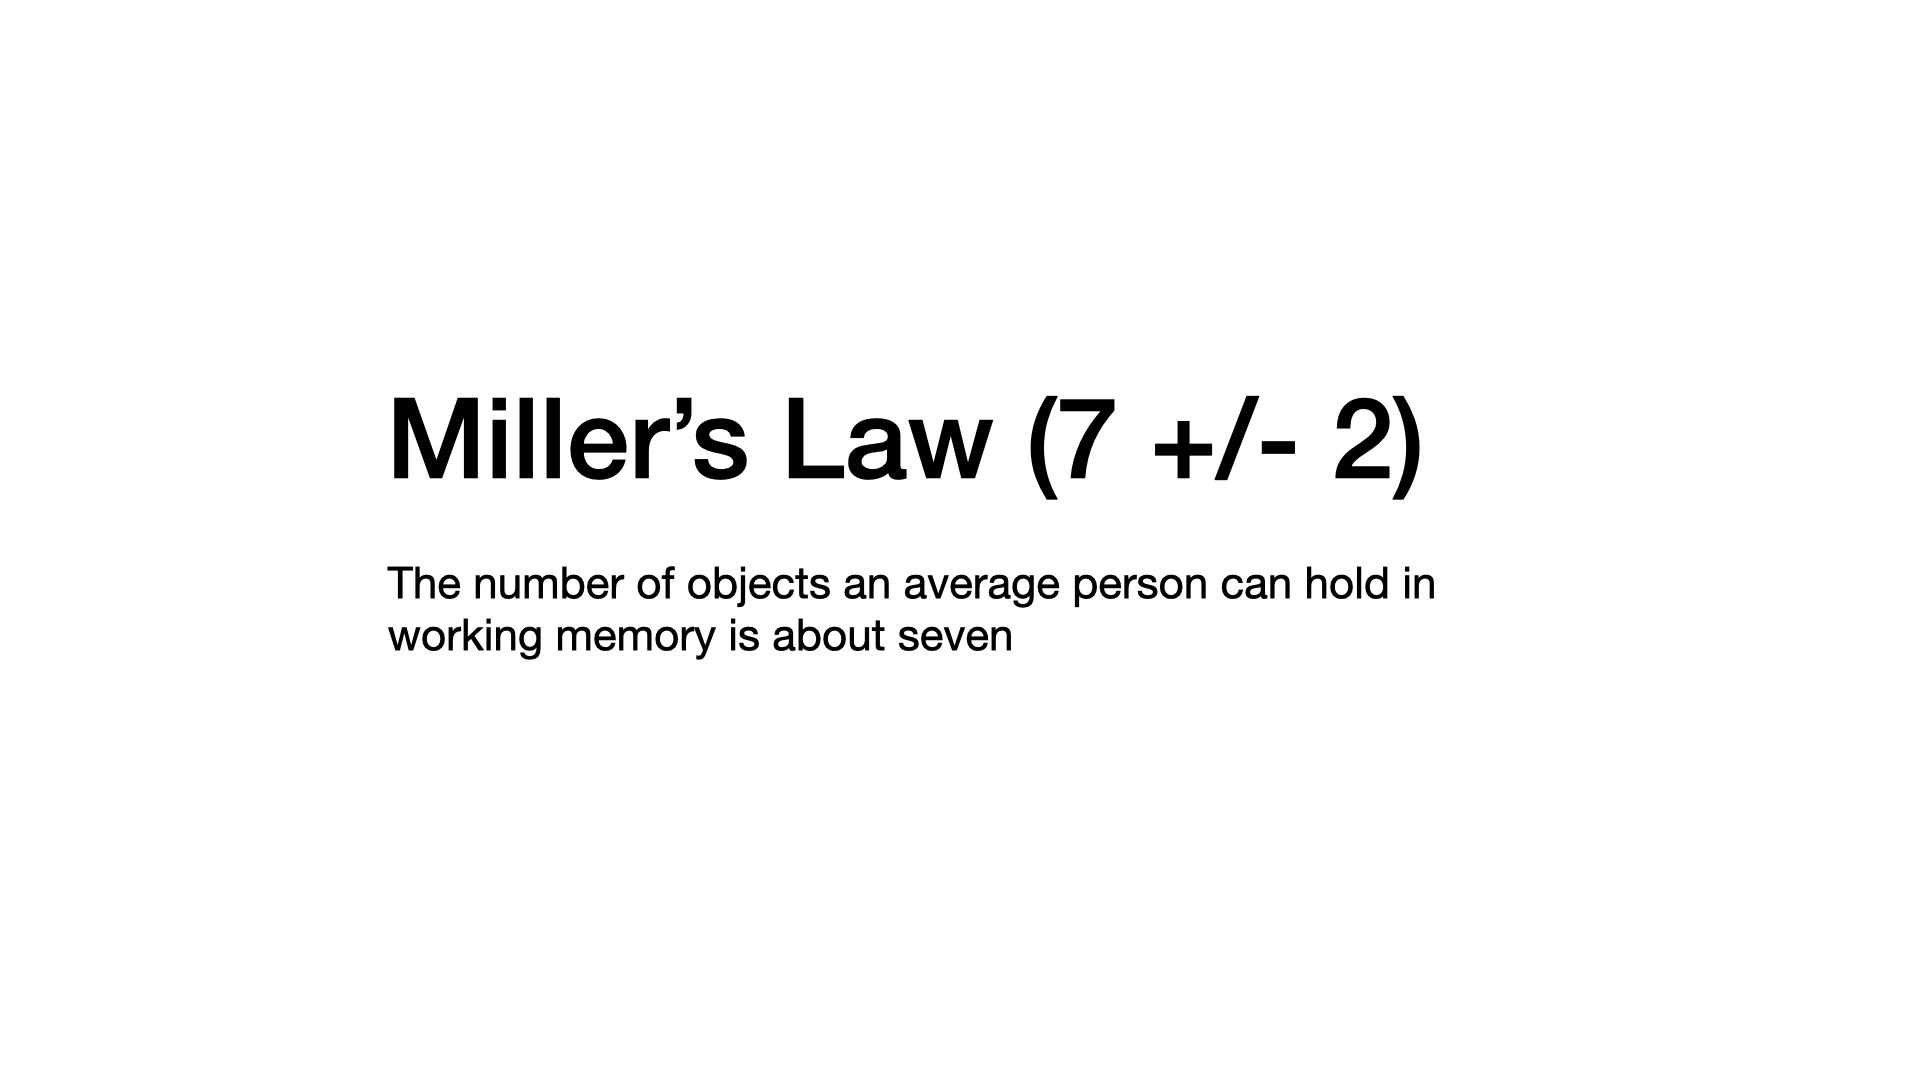 Miller’s Law (7 +/- 2)
The number of objects an average person can hold in
working memory is about seven